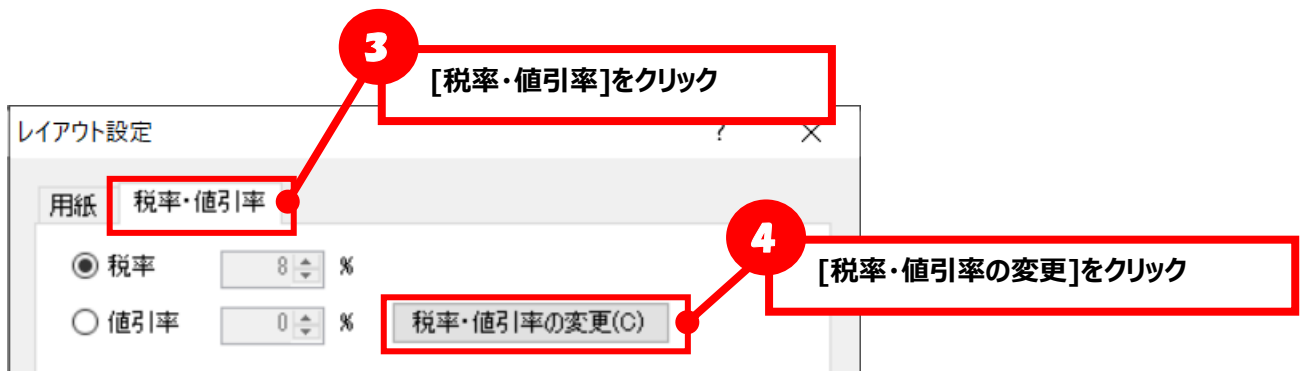 3
[税率・値引率]をクリック
レイアウト設定
?
用紙
税率・値引率
4
[税率・値引率の変更]をクリック
税率 8 %
値引率 0 % 税率・値引率の変更(C)